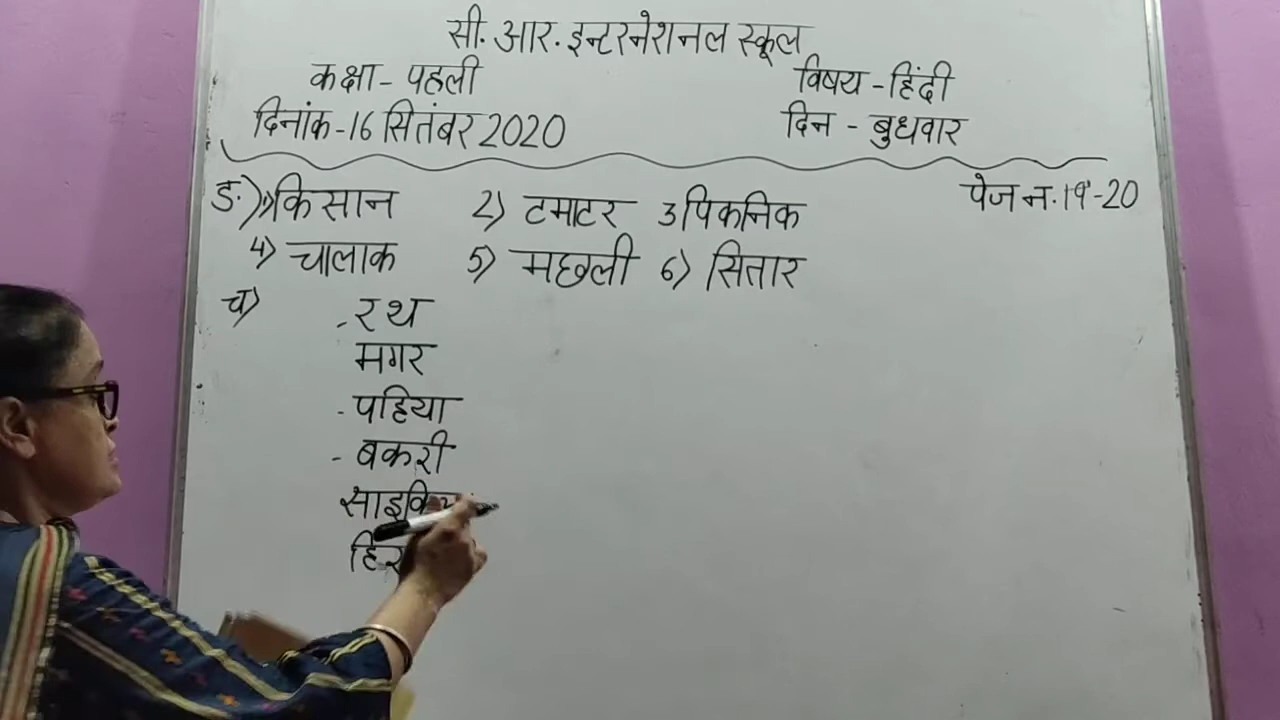 सी. आर. इन्टरनेशनल स्कूल
कक्षा - पहली विषय - हिंदी
दिनांक - 16 सितंबर 2020 दिन - बुधवार
पेज न. 19-20
ङ.) 1) किसान 2) टमाटर 3 पिकनिक
4) चालाक 5) मछली 6) सितार
च)
- रथ
मगर
- पहिया
- बकरी